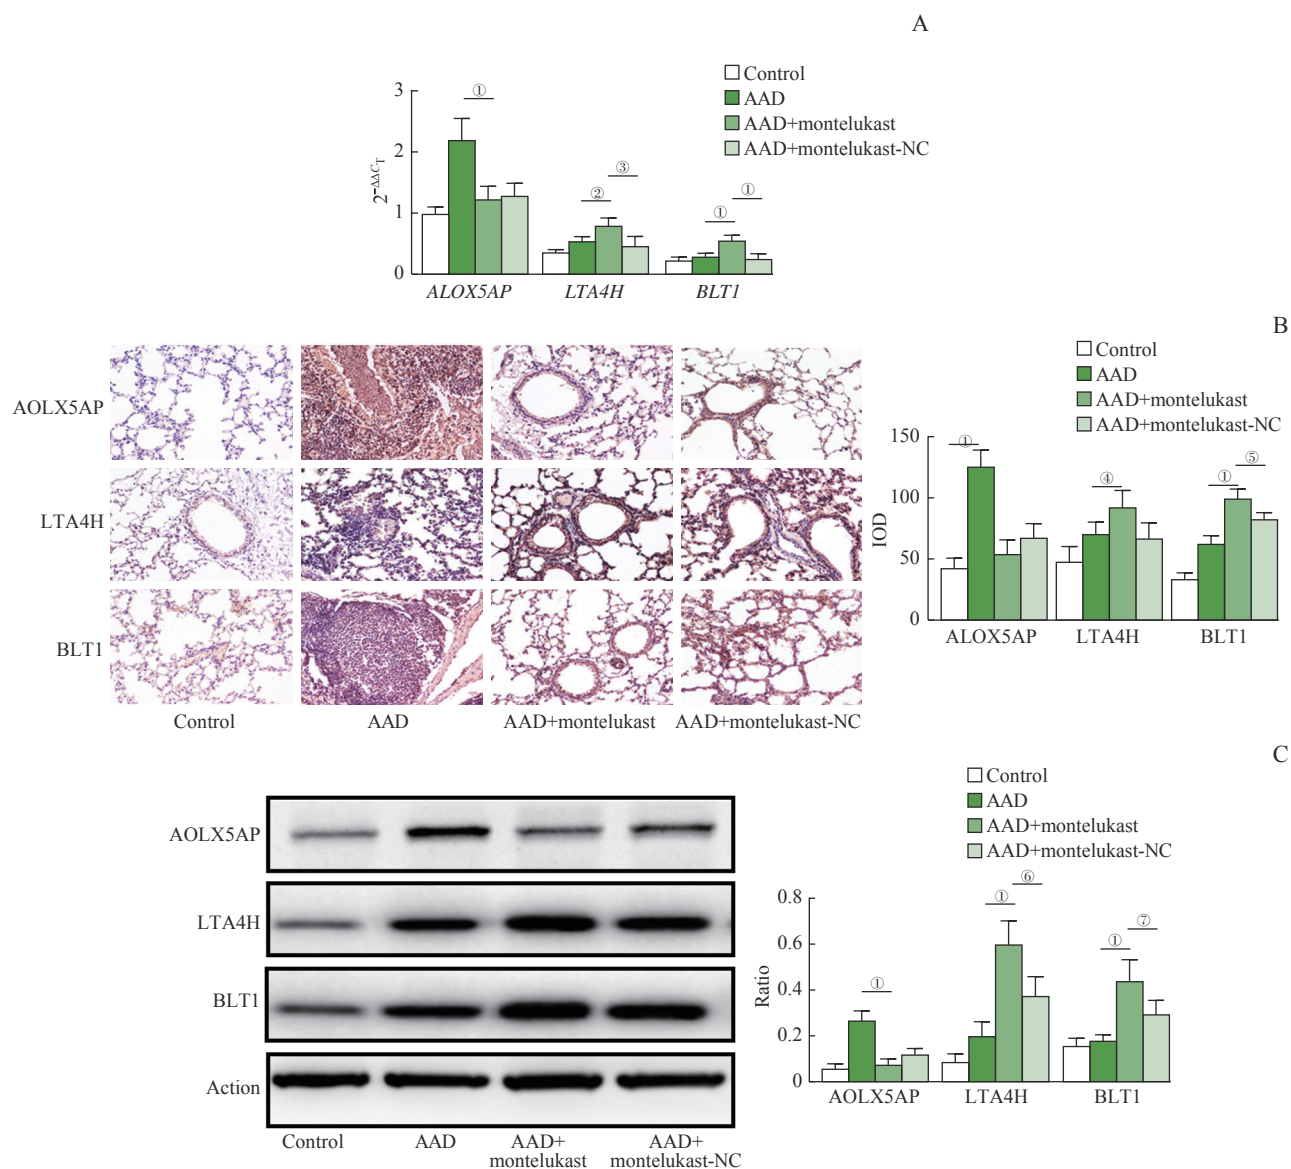 A
Control
AAD
AAD+montelukast
AAD+montelukast-NC
3
2
1
0
2^-ΔΔC_T
①
②
③
①
①
ALOX5AP LTA4H BLT1
B
AOLX5AP
LTA4H
BLT1
Control AAD AAD+montelukast AAD+montelukast-NC
Control
AAD
AAD+montelukast
AAD+montelukast-NC
150
100
50
0
IOD
①
④
①
⑤
ALOX5AP LTA4H BLT1
C
AOLX5AP
LTA4H
BLT1
Action
Control AAD AAD+ AAD+
montelukast montelukast-NC
Control
AAD
AAD+montelukast
AAD+montelukast-NC
0.8
0.6
0.4
0.2
0
Ratio
①
①
⑥
①
⑦
AOLX5AP LTA4H BLT1